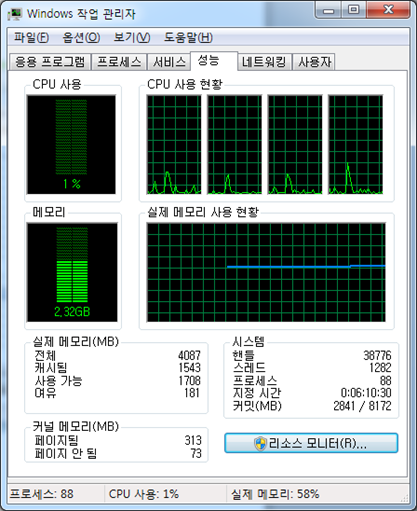 Windows 작업 관리자
파일(F) 옵션(O) 보기(V) 도움말(H)
응용 프로그램 프로세스 서비스 성능 네트워킹 사용자
CPU 사용 CPU 사용 현황
1 %
메모리 실제 메모리 사용 현황
2,32GB
실제 메모리(MB)
전체 4087
캐시됨 1543
사용 가능 1708
여유 181
커널 메모리(MB)
페이지됨 313
페이지 안 됨 73
시스템
핸들 38776
스레드 1282
프로세스 88
지정 시간 0:06:10:30
커밋(MB) 2841 / 8172
리소스 모니터(R)...
프로세스: 88 CPU 사용: 1% 실제 메모리: 58%